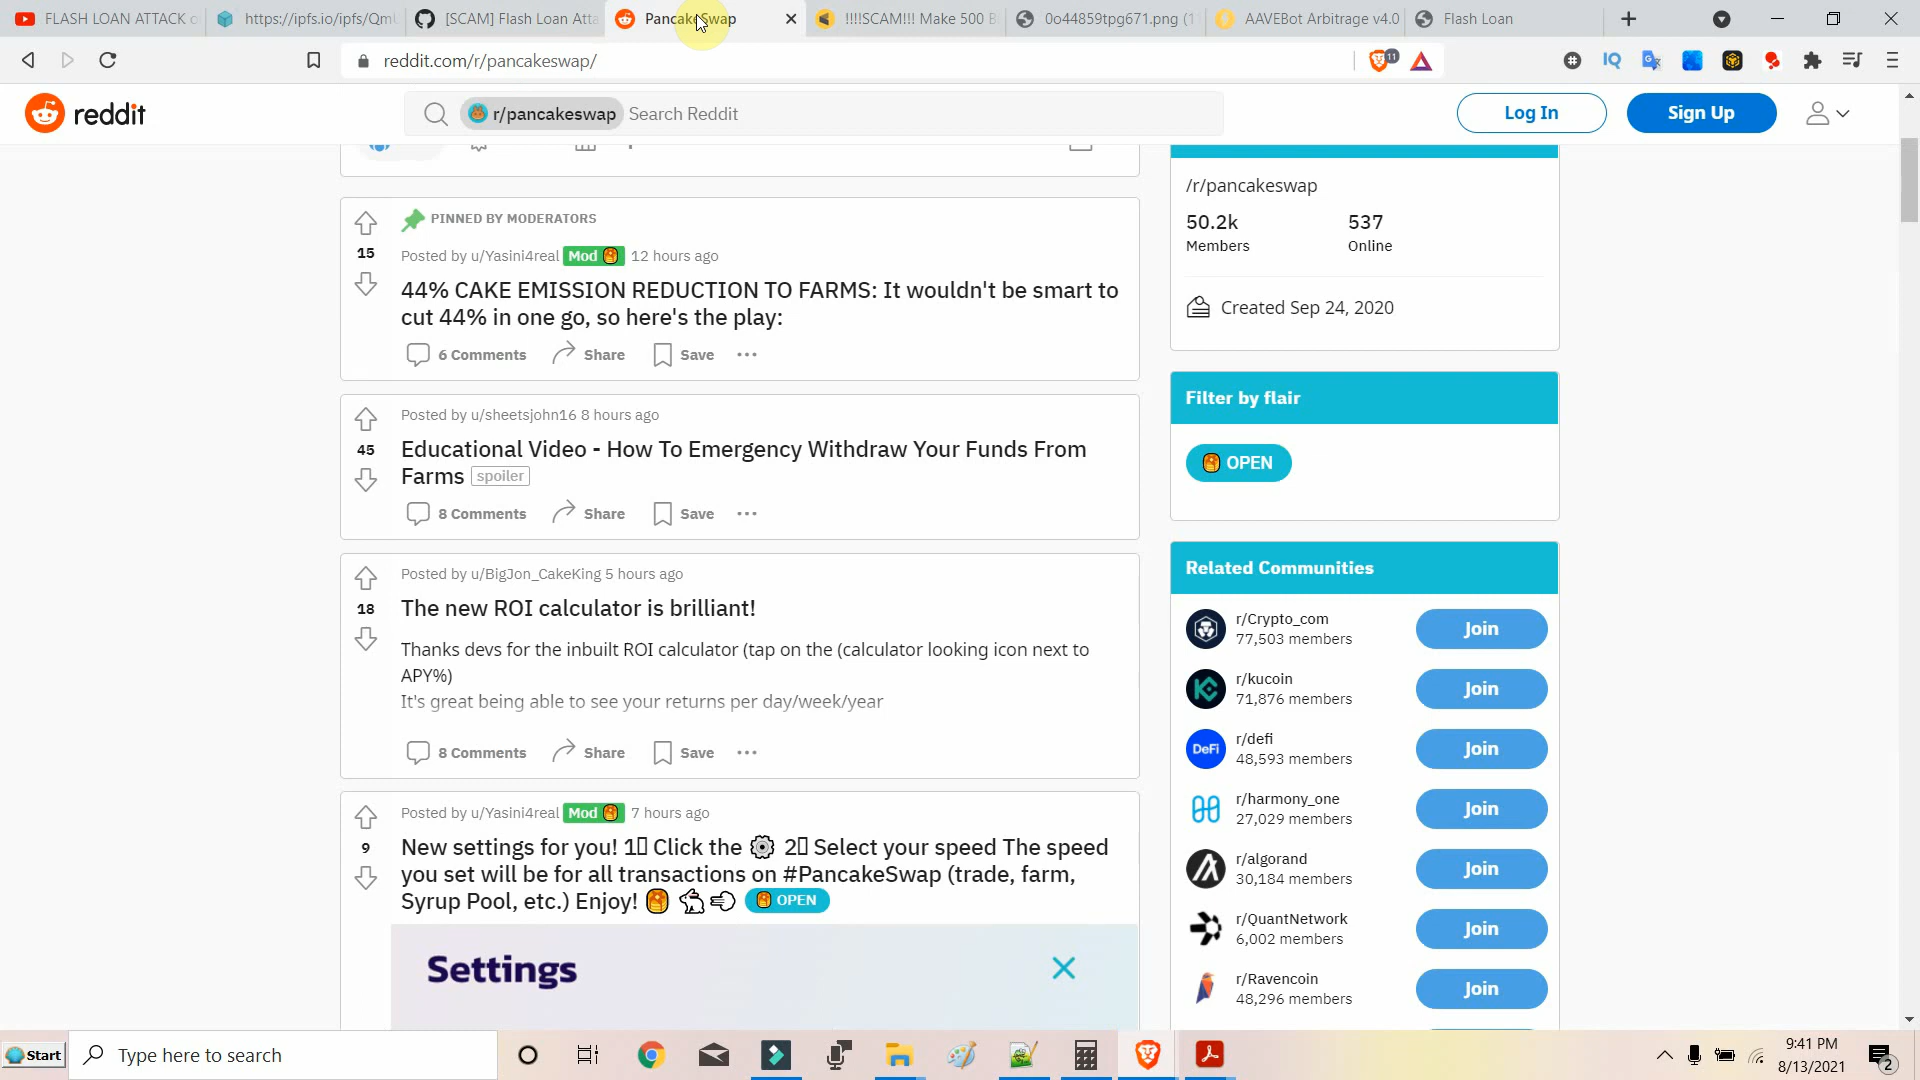 FLASH LOAN ATTACK o
https://ipfs.io/ipfs/QmU
[SCAM] Flash Loan Atta
PancakeSwap
!!!!SCAM!!! Make 500 B
0o44859tpg671.png (1
AAVEBot Arbitrage v4.0
Flash Loan
reddit.com/r/pancakeswap/
11
reddit
r/pancakeswap
Search Reddit
Log In
Sign Up
PINNED BY MODERATORS
15
Posted by u/Yasini4real Mod 12 hours ago
44% CAKE EMISSION REDUCTION TO FARMS: It wouldn't be smart to
cut 44% in one go, so here's the play:
6 Comments Share Save
Posted by u/sheetsjohn16 8 hours ago
45
Educational Video - How To Emergency Withdraw Your Funds From
Farms spoiler
8 Comments Share Save
Posted by u/BigJon_CakeKing 5 hours ago
18
The new ROI calculator is brilliant!
Thanks devs for the inbuilt ROI calculator (tap on the (calculator looking icon next to
APY%)
It's great being able to see your returns per day/week/year
8 Comments Share Save
Posted by u/Yasini4real Mod 7 hours ago
9
New settings for you! 1 Click the 2 Select your speed The speed
you set will be for all transactions on #PancakeSwap (trade, farm,
Syrup Pool, etc.) Enjoy! OPEN
Settings
/r/pancakeswap
50.2k 537
Members Online
Created Sep 24, 2020
Filter by flair
OPEN
Related Communities
r/Crypto_com
77,503 members
Join
r/kucoin
71,876 members
Join
DeFi
r/defi
48,593 members
Join
r/harmony_one
27,029 members
Join
r/algorand
30,184 members
Join
r/QuantNetwork
6,002 members
Join
r/Ravencoin
48,296 members
Join
Start
Type here to search
9:41 PM
8/13/2021
2